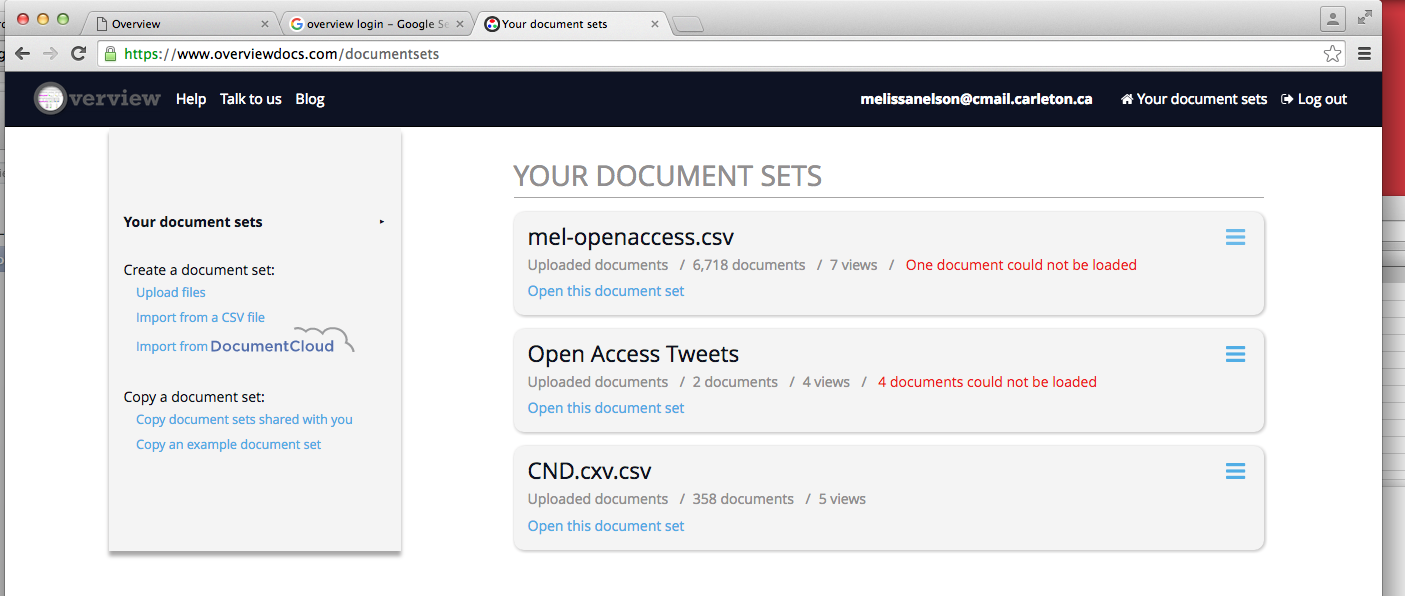 Overview
overview login – Google Se
Your document sets
https://www.overviewdocs.com/documentsets
Overview Help Talk to us Blog melissanelson@cmail.carleton.ca Your document sets Log out
Your document sets
Create a document set:
Upload files
Import from a CSV file
Import from DocumentCloud
Copy a document set:
Copy document sets shared with you
Copy an example document set
YOUR DOCUMENT SETS
mel-openaccess.csv
Uploaded documents / 6,718 documents / 7 views / One document could not be loaded
Open this document set
Open Access Tweets
Uploaded documents / 2 documents / 4 views / 4 documents could not be loaded
Open this document set
CND.cxv.csv
Uploaded documents / 358 documents / 5 views
Open this document set